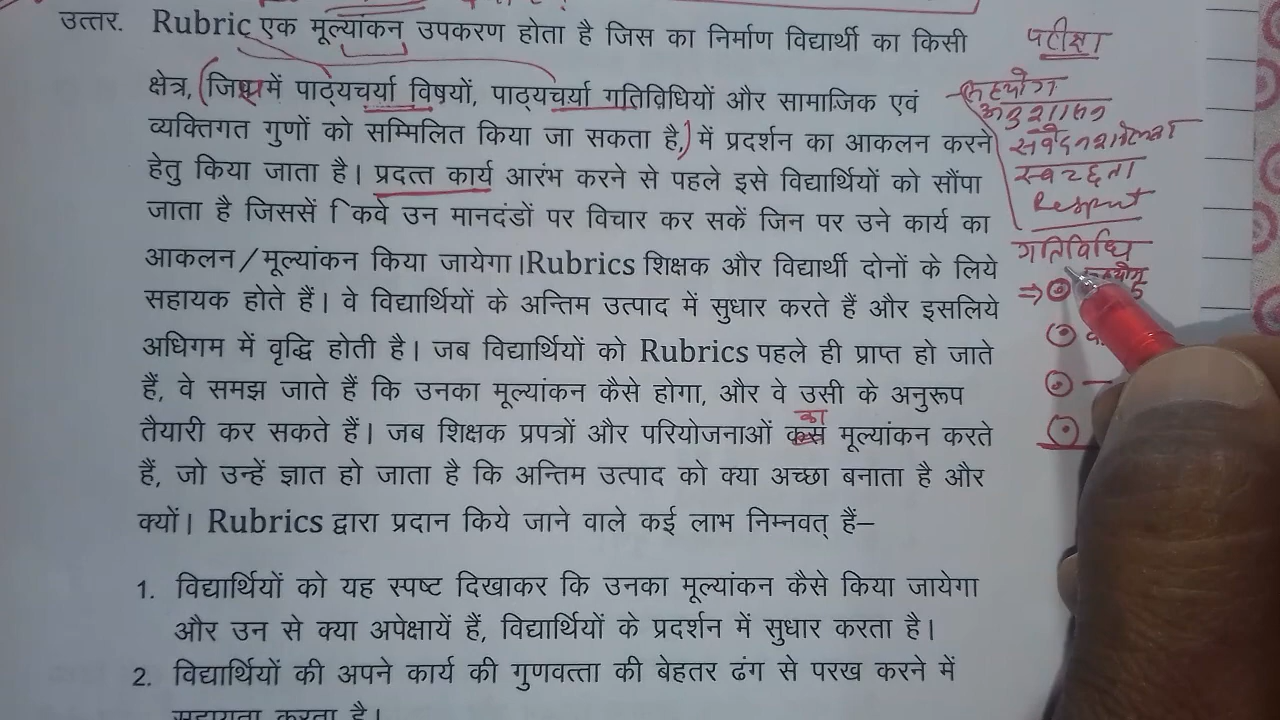 उत्तर. Rubric एक मूल्यांकन उपकरण होता है जिस का निर्माण विद्यार्थी का किसी
क्षेत्र, (जिसमें पाठ्यचर्या विषयों, पाठ्यचर्या गतिविधियों और सामाजिक एवं
व्यक्तिगत गुणों को सम्मिलित किया जा सकता है,) में प्रदर्शन का आकलन करने
हेतु किया जाता है। प्रदत्त कार्य आरंभ करने से पहले इसे विद्यार्थियों को सौंपा
जाता है जिससें िकवे उन मानदंडों पर विचार कर सकें जिन पर उने कार्य का
आकलन/मूल्यांकन किया जायेगा।Rubrics शिक्षक और विद्यार्थी दोनों के लिये
सहायक होते हैं। वे विद्यार्थियों के अन्तिम उत्पाद में सुधार करते हैं और इसलिये
अधिगम में वृद्धि होती है। जब विद्यार्थियों को Rubrics पहले ही प्राप्त हो जाते
हैं, वे समझ जाते हैं कि उनका मूल्यांकन कैसे होगा, और वे उसी के अनुरूप
तैयारी कर सकते हैं। जब शिक्षक प्रपत्रों और परियोजनाओं का मूल्यांकन करते
हैं, जो उन्हें ज्ञात हो जाता है कि अन्तिम उत्पाद को क्या अच्छा बनाता है और
क्यों। Rubrics द्वारा प्रदान किये जाने वाले कई लाभ निम्नवत् हैं–
1. विद्यार्थियों को यह स्पष्ट दिखाकर कि उनका मूल्यांकन कैसे किया जायेगा
और उन से क्या अपेक्षायें हैं, विद्यार्थियों के प्रदर्शन में सुधार करता है।
2. विद्यार्थियों की अपने कार्य की गुणवत्ता की बेहतर ढंग से परख करने में
सहायता करता है।
परीक्षा
सहयोग
अनुशासन
संवेदनशीलता
स्वच्छता
Respect
गतिविधि